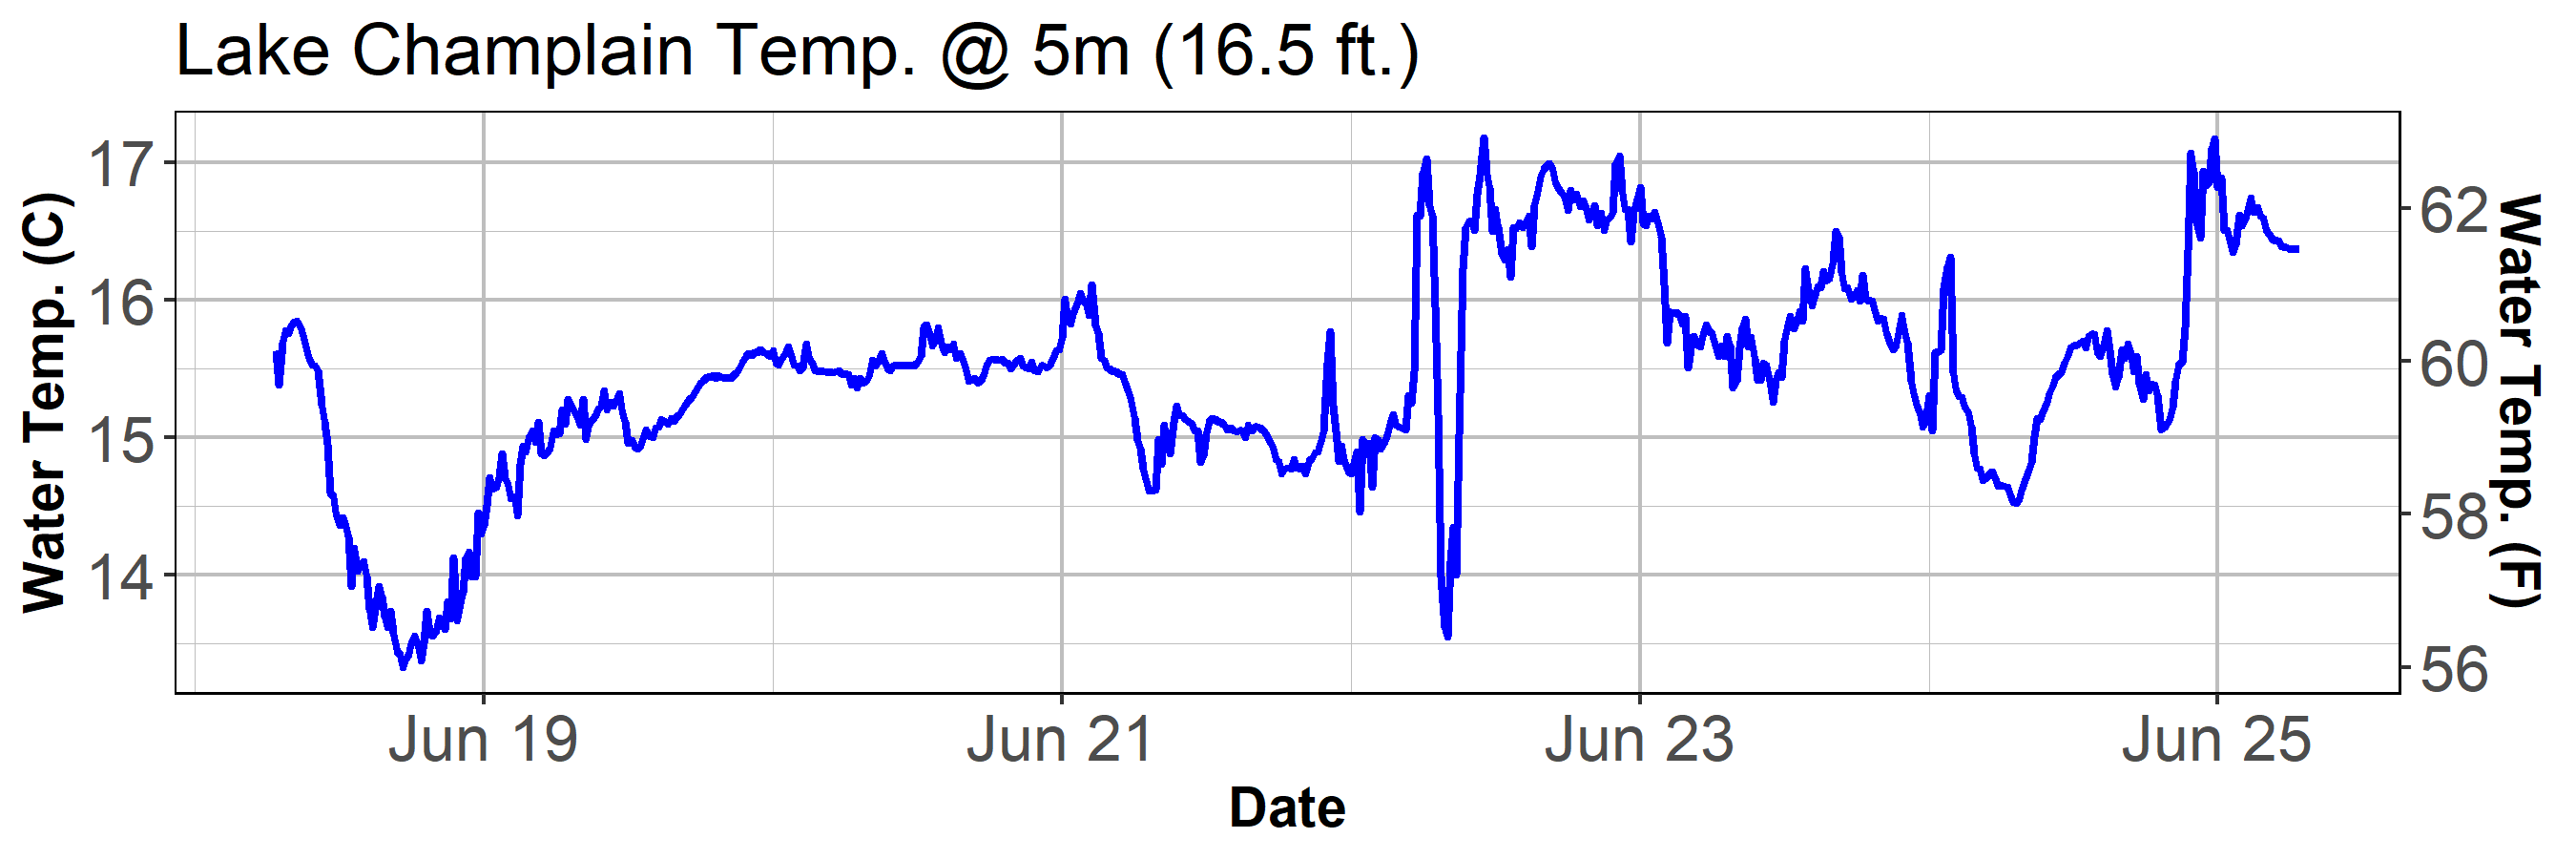 Lake Champlain Temp. @ 5m (16.5 ft.)
Water Temp. (C)
17
16
15
14
62
60
58
56
Water Temp. (F)
Jun 19 Jun 21 Jun 23 Jun 25
Date